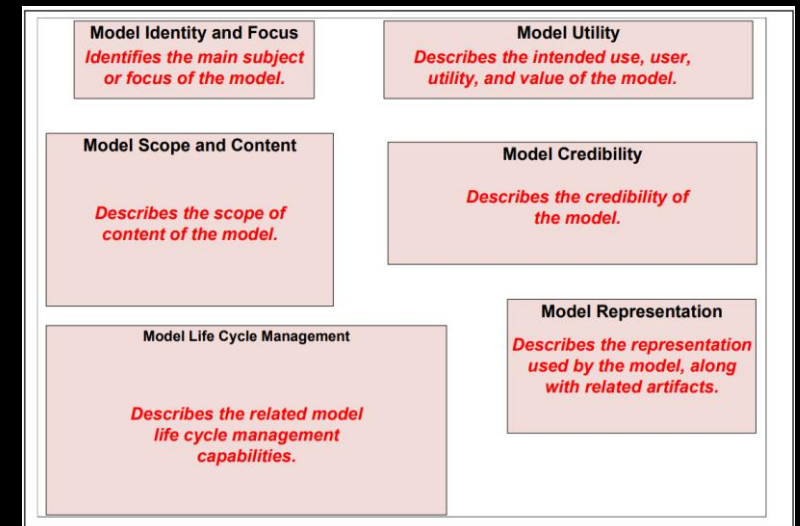 Model Identity and Focus
Identifies the main subject
or focus of the model.
Model Utility
Describes the intended use, user,
utility, and value of the model.
Model Scope and Content
Describes the scope of
content of the model.
Model Credibility
Describes the credibility of
the model.
Model Life Cycle Management
Describes the related model
life cycle management
capabilities.
Model Representation
Describes the representation
used by the model, along
with related artifacts.